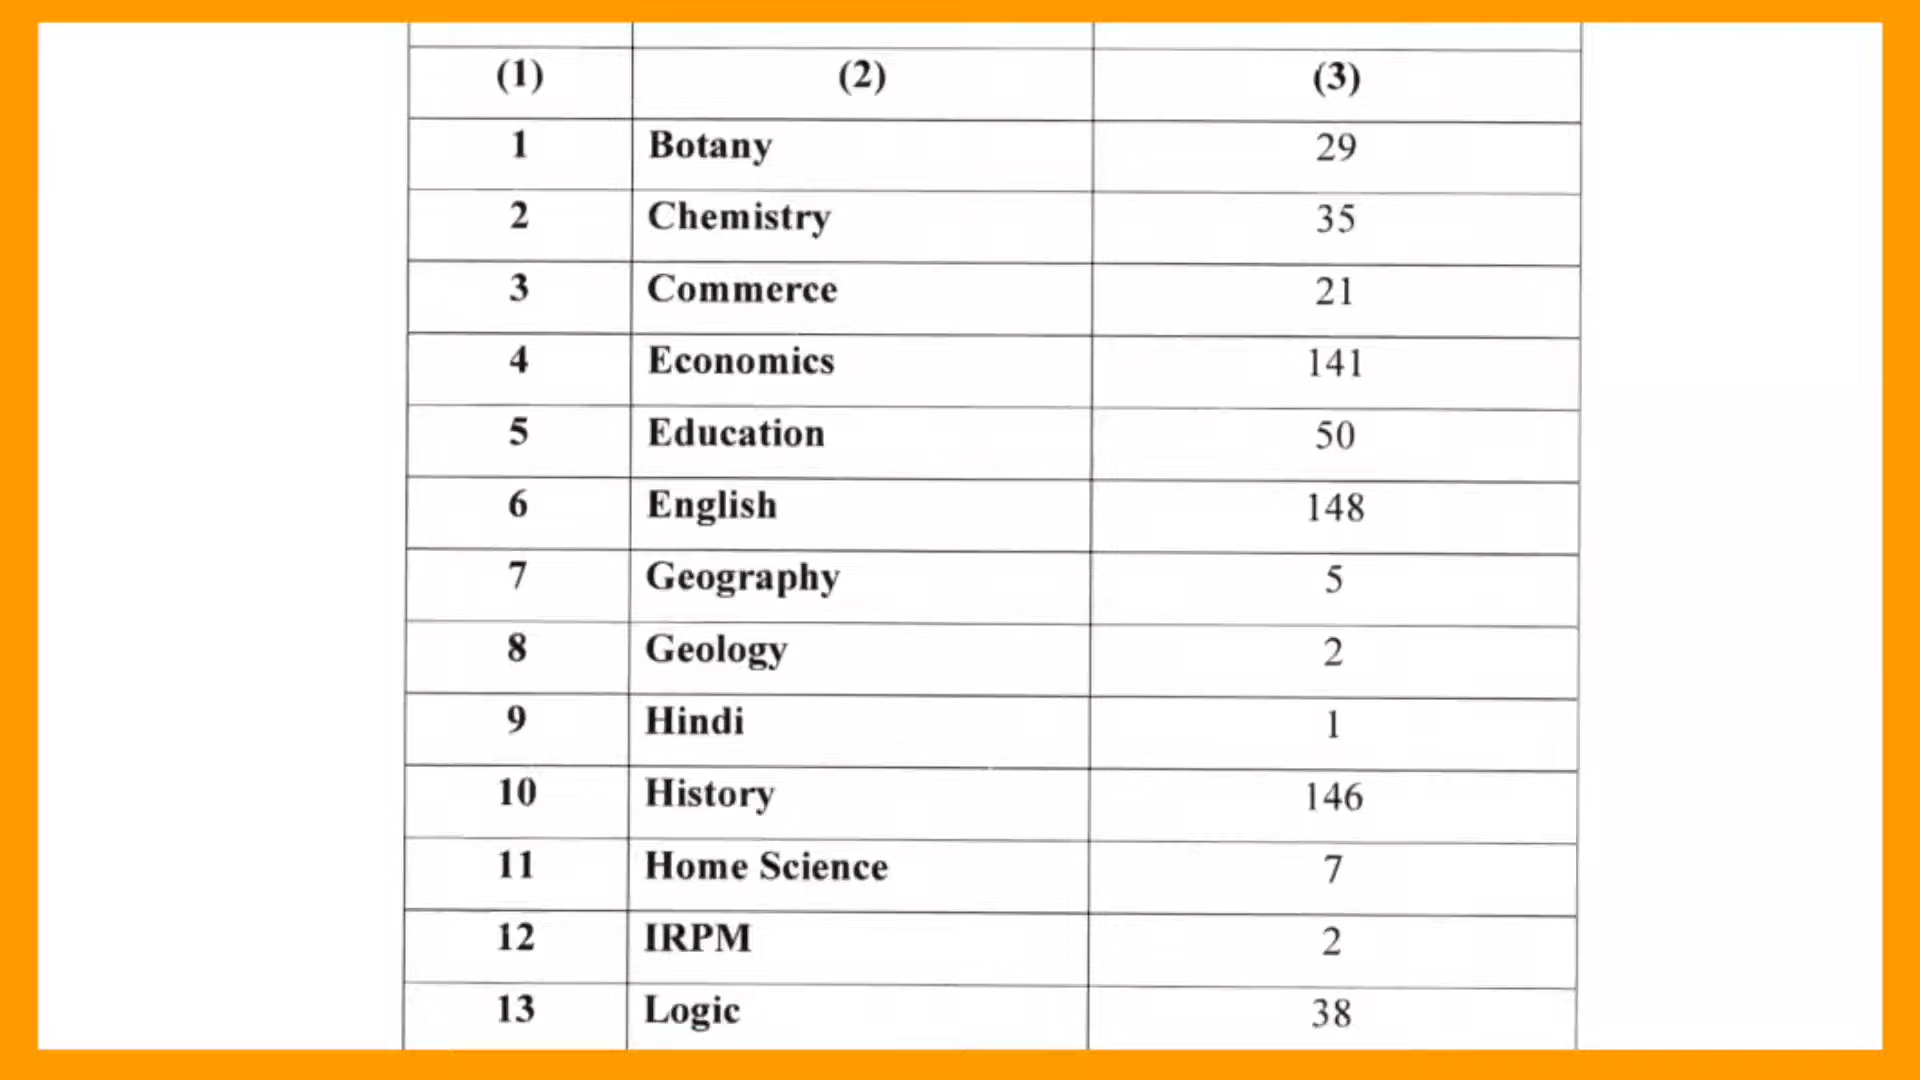 (1) (2) (3)
1 Botany 29
2 Chemistry 35
3 Commerce 21
4 Economics 141
5 Education 50
6 English 148
7 Geography 5
8 Geology 2
9 Hindi 1
10 History 146
11 Home Science 7
12 IRPM 2
13 Logic 38